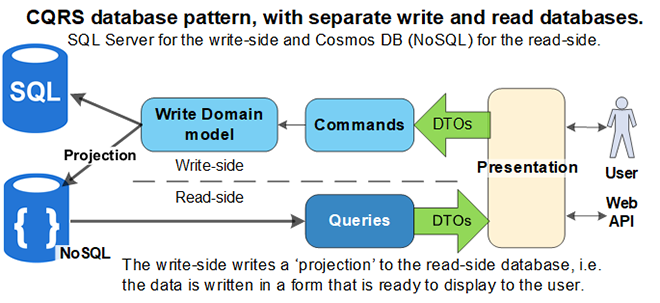 CQRS database pattern, with separate write and read databases.
SQL Server for the write-side and Cosmos DB (NoSQL) for the read-side.
SQL
Write Domain
model
Commands
DTOs
Projection
Write-side
Presentation
User
Read-side
{ }
NoSQL
Queries
DTOs
Web
API
The write-side writes a ‘projection’ to the read-side database, i.e.
the data is written in a form that is ready to display to the user.